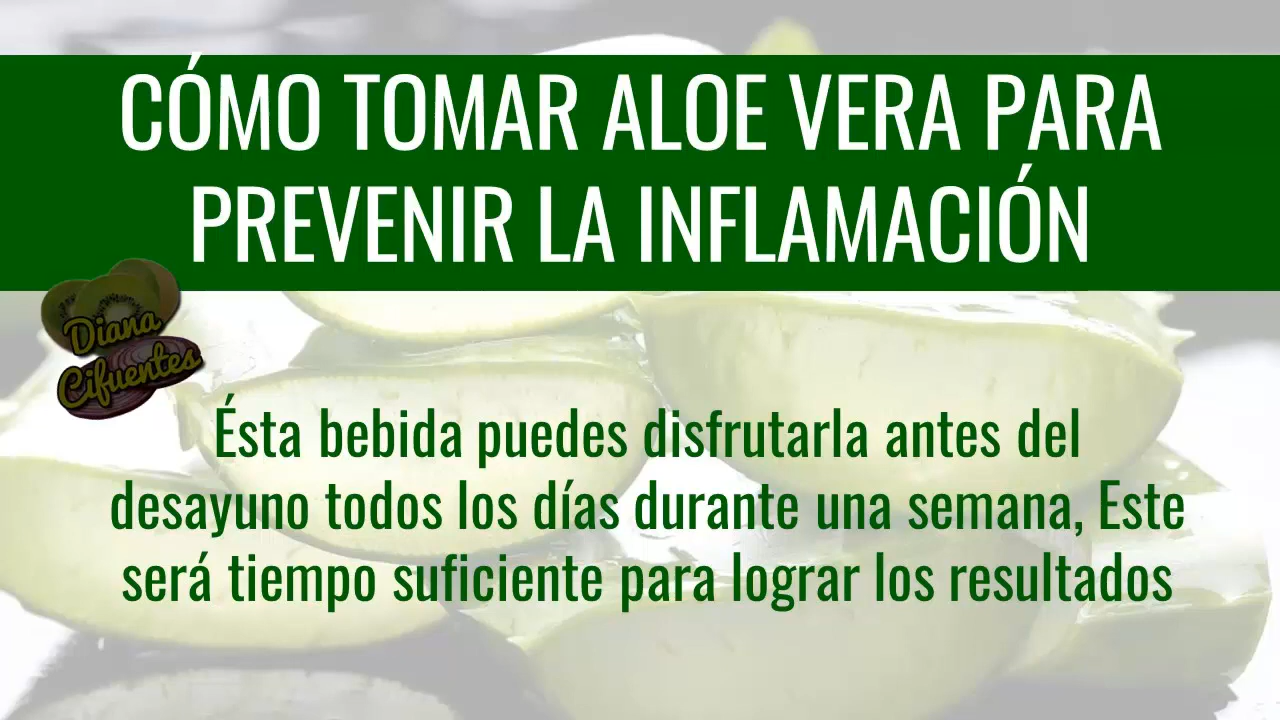 CÓMO TOMAR ALOE VERA PARA
PREVENIR LA INFLAMACIÓN
Diana
Cifuentes
Ésta bebida puedes disfrutarla antes del
desayuno todos los días durante una semana, Este
será tiempo suficiente para lograr los resultados